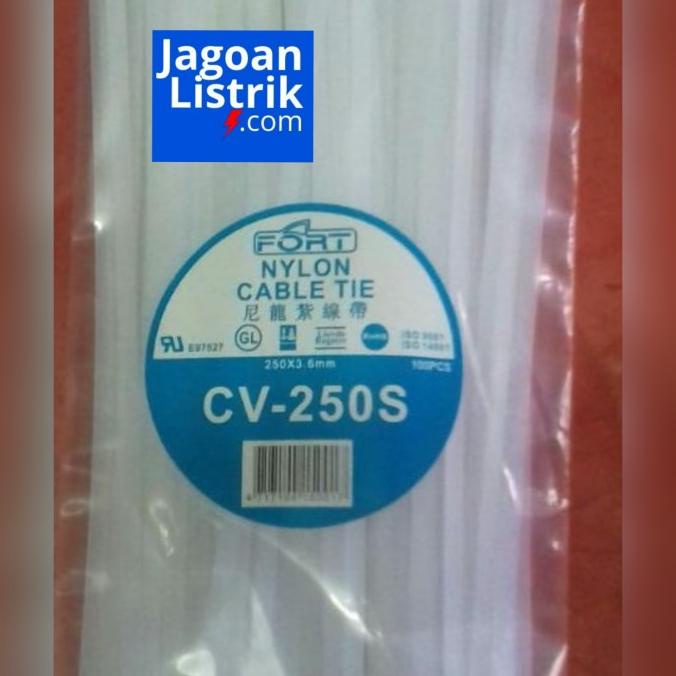 Jagoan
Listrik
.com
FORT
NYLON
CABLE TIE
尼龍紮線帶
E97527
GL
RoHS
ISO 9001
ISO 14001
250X3.6mm
100PCS
CV-250S